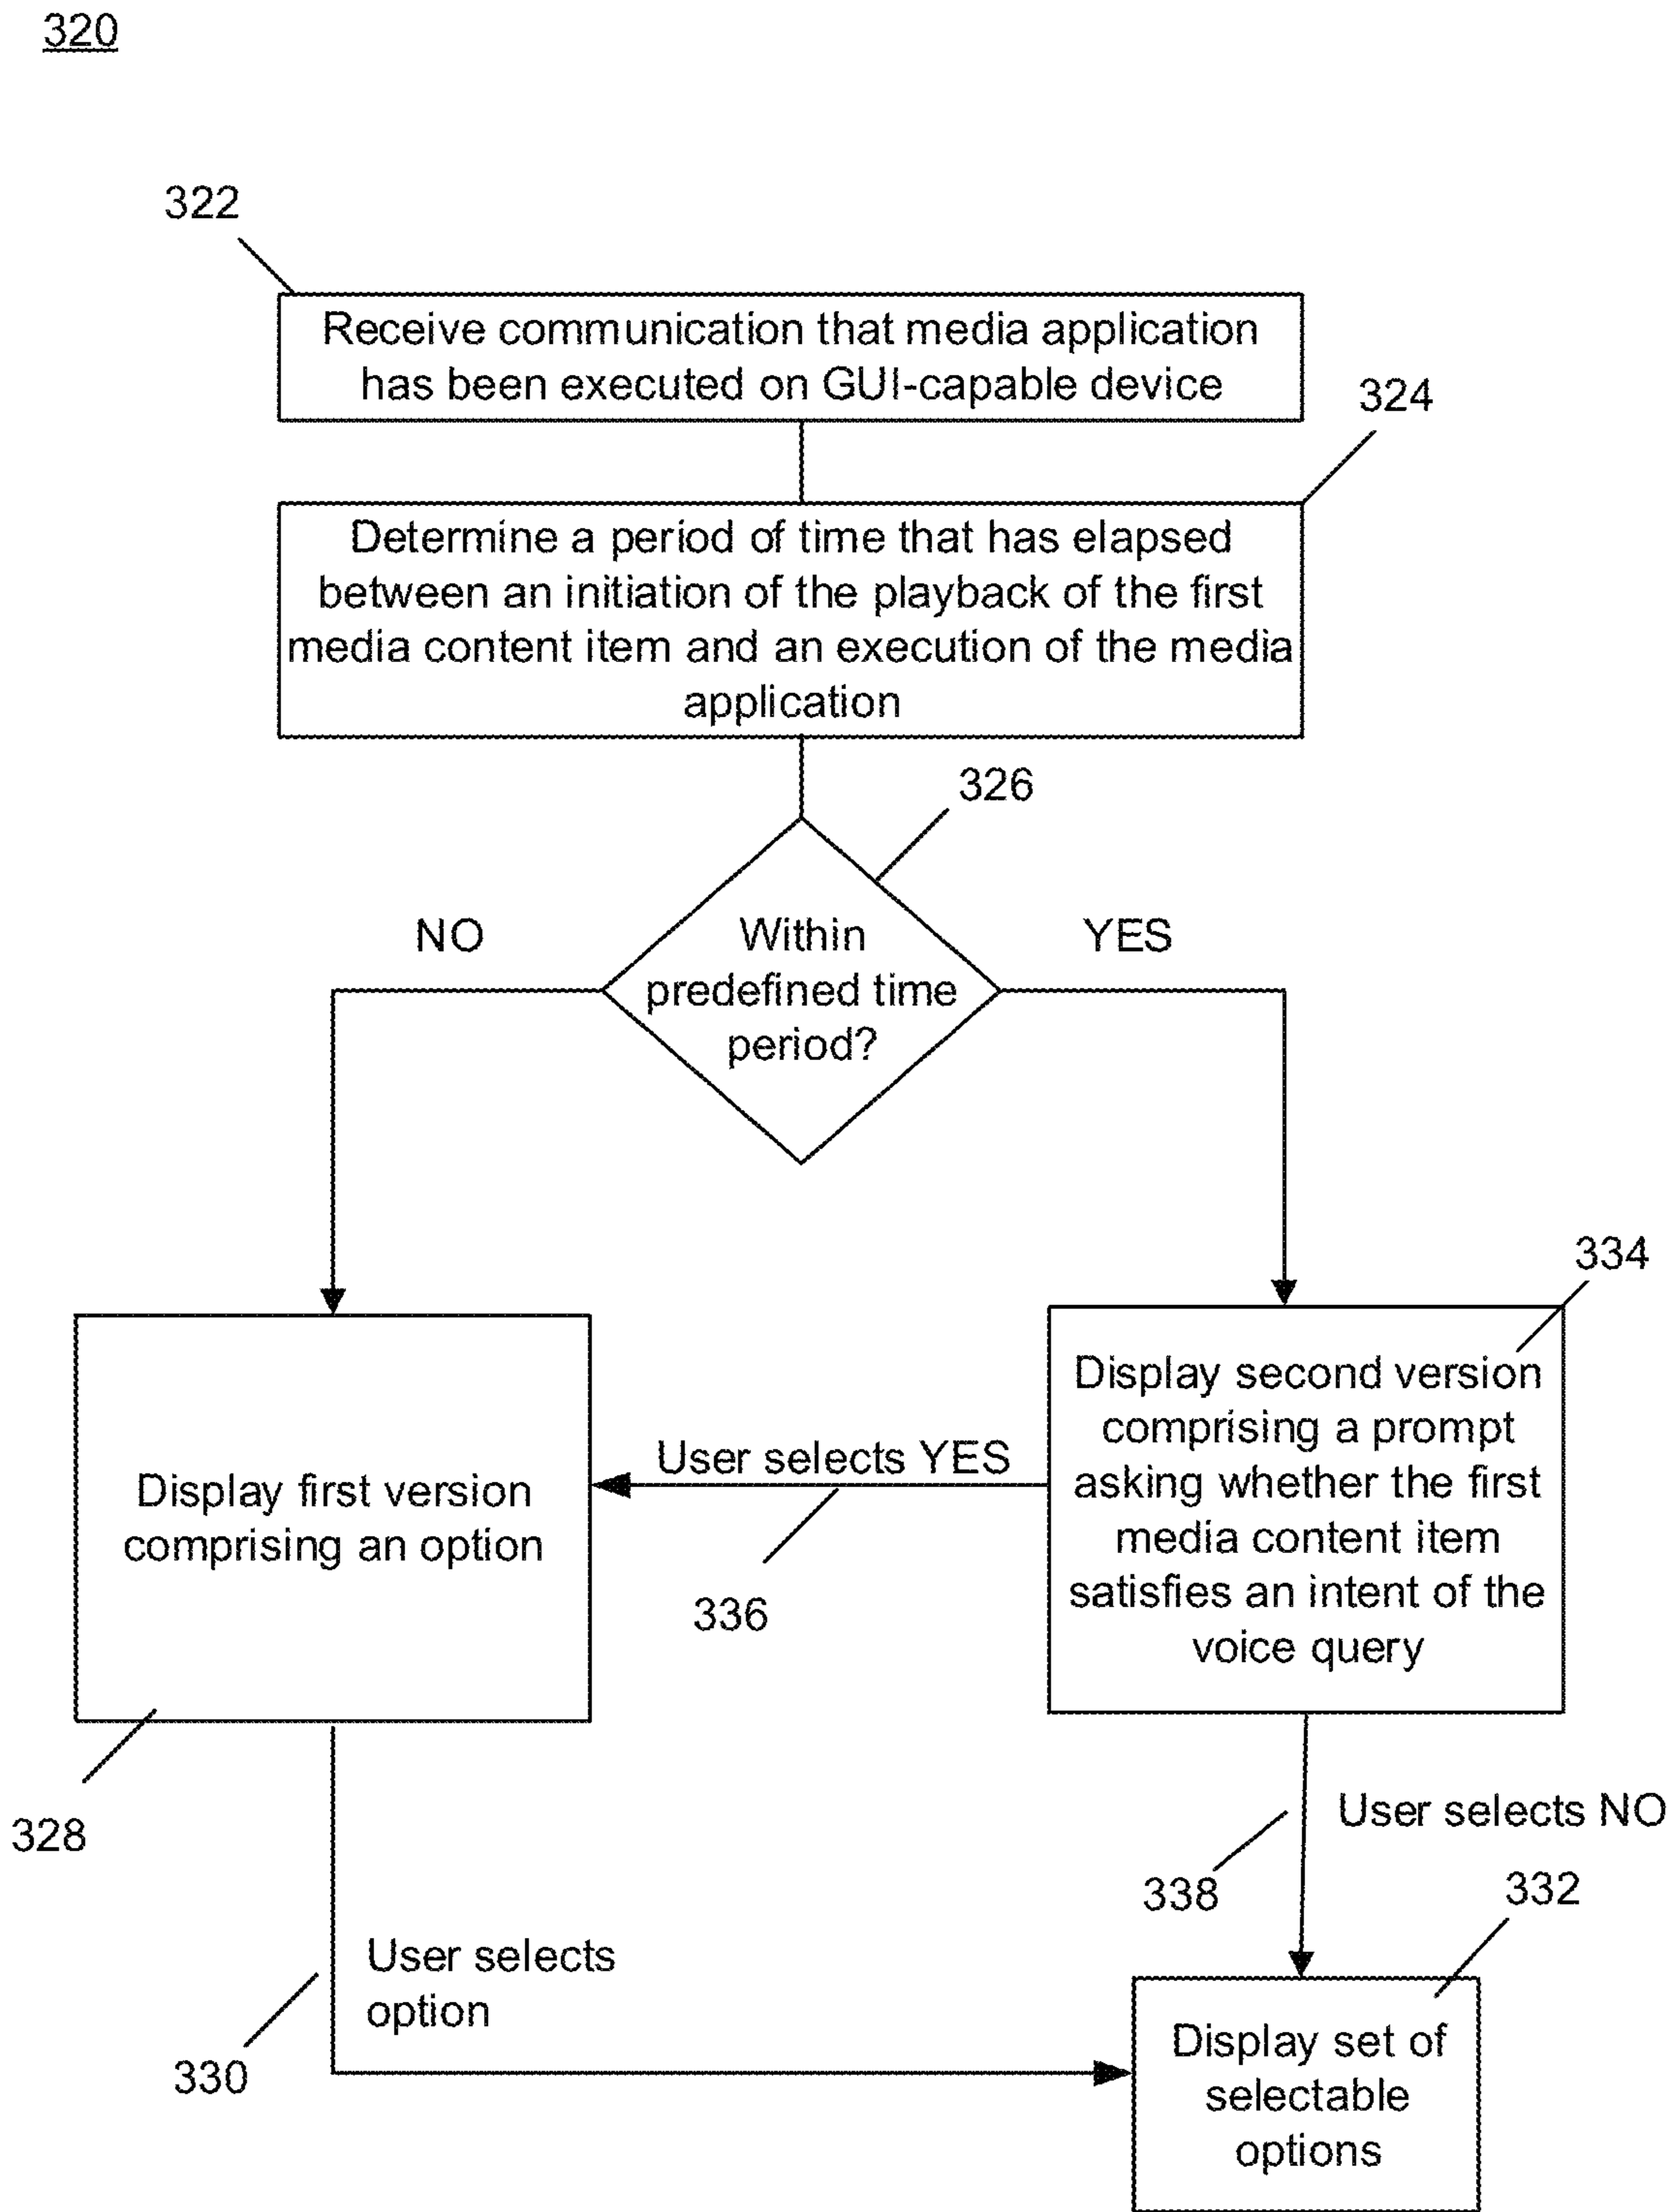 320
322
Receive communication that media application
has been executed on GUI-capable device
324
Determine a period of time that has elapsed
between an initiation of the playback of the first
media content item and an execution of the media
application
326
NO
Within
predefined time
period?
YES
334
Display second version
comprising a prompt
asking whether the first
media content item
satisfies an intent of the
voice query
User selects YES
336
Display first version
comprising an option
328
User selects NO
338
332
User selects
option
330
Display set of
selectable
options